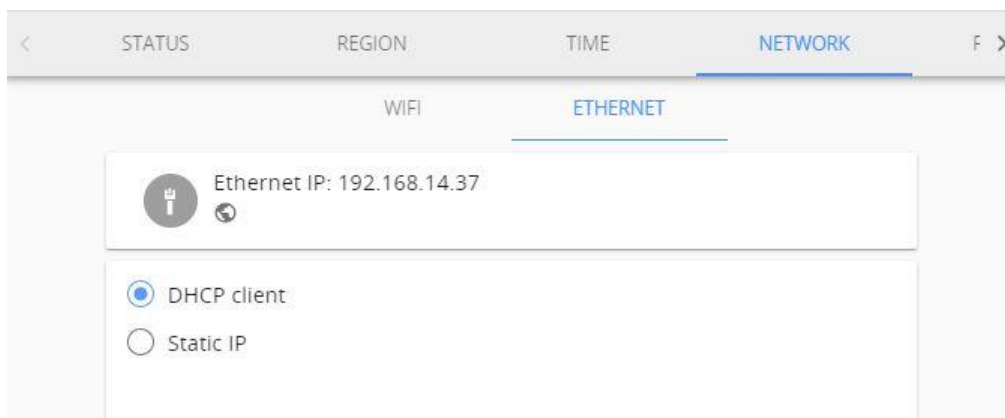 STATUS REGION TIME NETWORK
WIFI ETHERNET
Ethernet IP: 192.168.14.37
DHCP client
Static IP